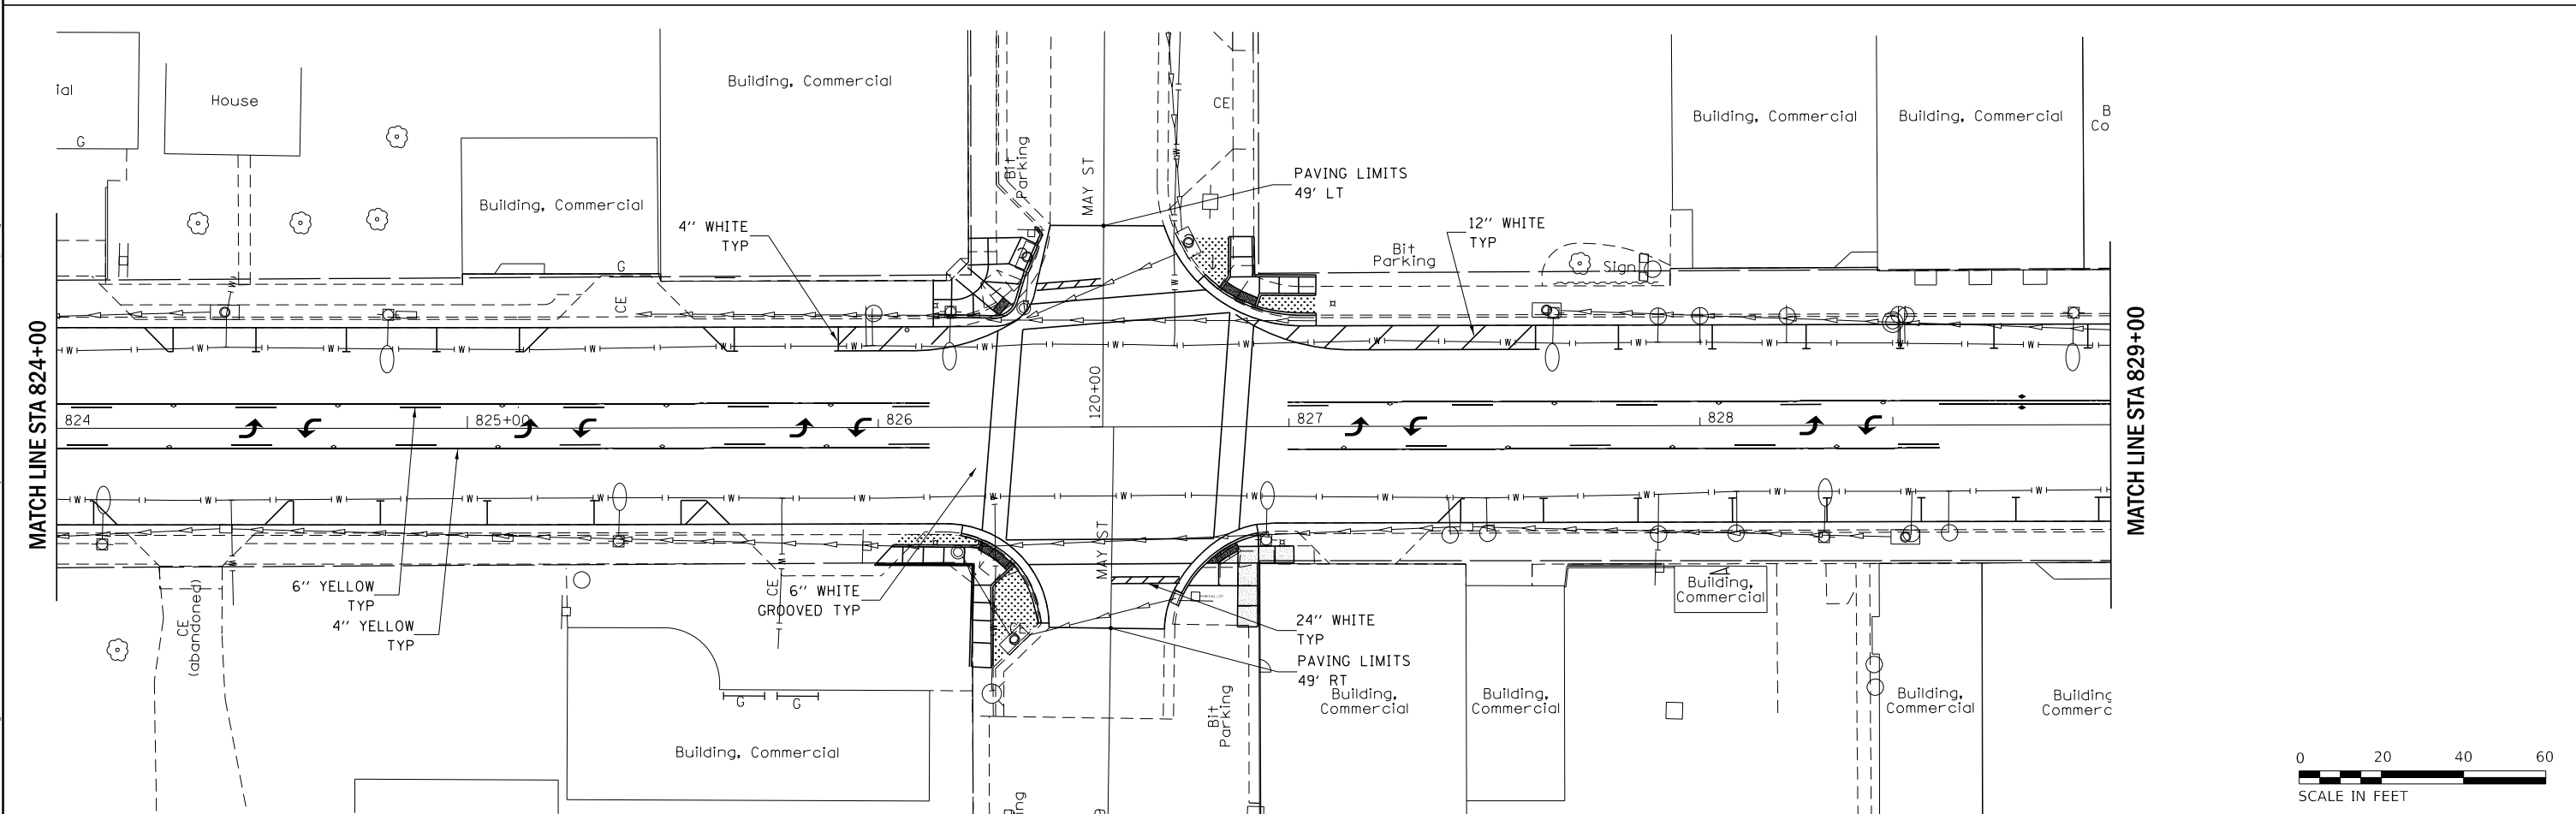 ial
House
G
Building, Commercial
Building, Commercial
G
CE
4'' WHITE
TYP
Bit
Parking
MAY ST
CE
PAVING LIMITS
49' LT
Bit
Parking
12'' WHITE
TYP
Sign
Building, Commercial
Building, Commercial
B
Co
W
MATCH LINE STA 824+00
824
825+00
826
120+00
827
828
MATCH LINE STA 829+00
MAY ST
CE
(abandoned)
6'' YELLOW
TYP
4'' YELLOW
TYP
CE
6'' WHITE
GROOVED TYP
G
G
Building, Commercial
24'' WHITE
TYP
PAVING LIMITS
49' RT
Bit
Parking
Building,
Commercial
Building,
Commercial
Building,
Commercial
Building,
Commercial
Building
Commerc
ing
0 20 40 60
SCALE IN FEET